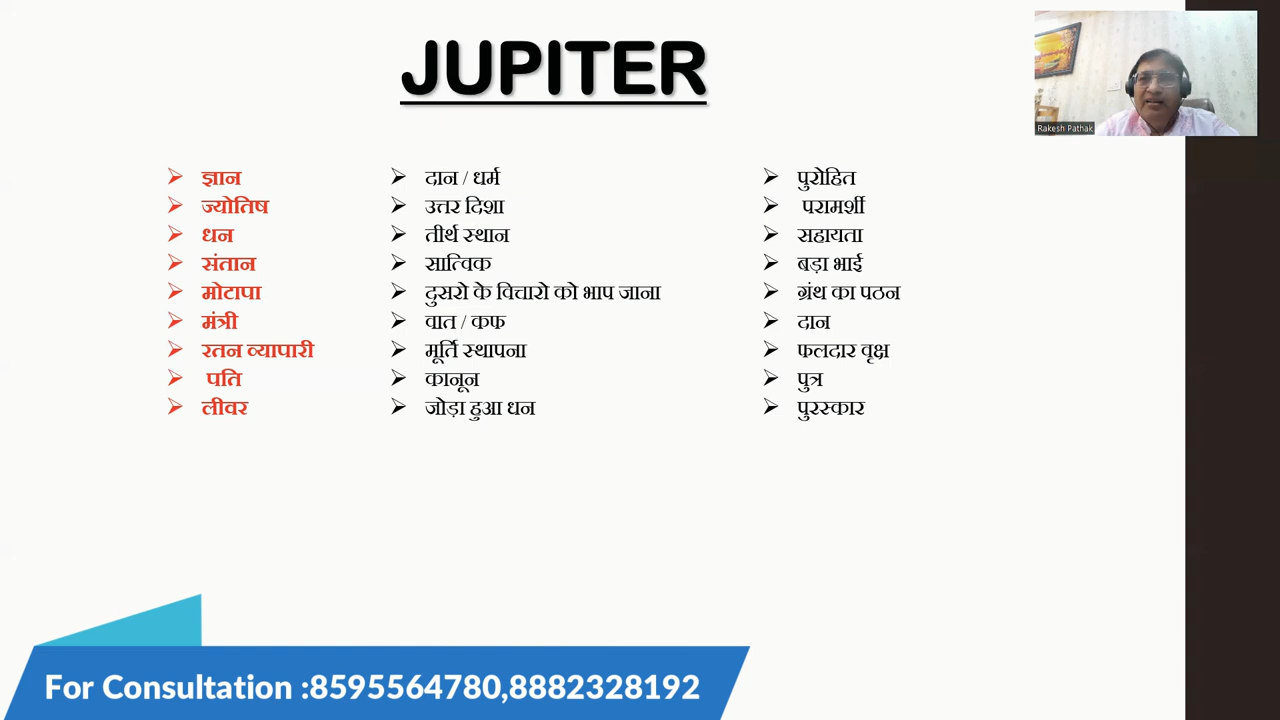 JUPITER
Rakesh Pathak
ज्ञान
ज्योतिष
धन
संतान
मोटापा
मंत्री
रतन व्यापारी
पति
लीवर
दान / धर्म
उत्तर दिशा
तीर्थ स्थान
सात्विक
दुसरो के विचारो को भाप जाना
वात / कफ
मूर्ति स्थापना
कानून
जोड़ा हुआ धन
पुरोहित
परामर्शी
सहायता
बड़ा भाई
ग्रंथ का पठन
दान
फलदार वृक्ष
पुत्र
पुरस्कार
For Consultation :8595564780,8882328192